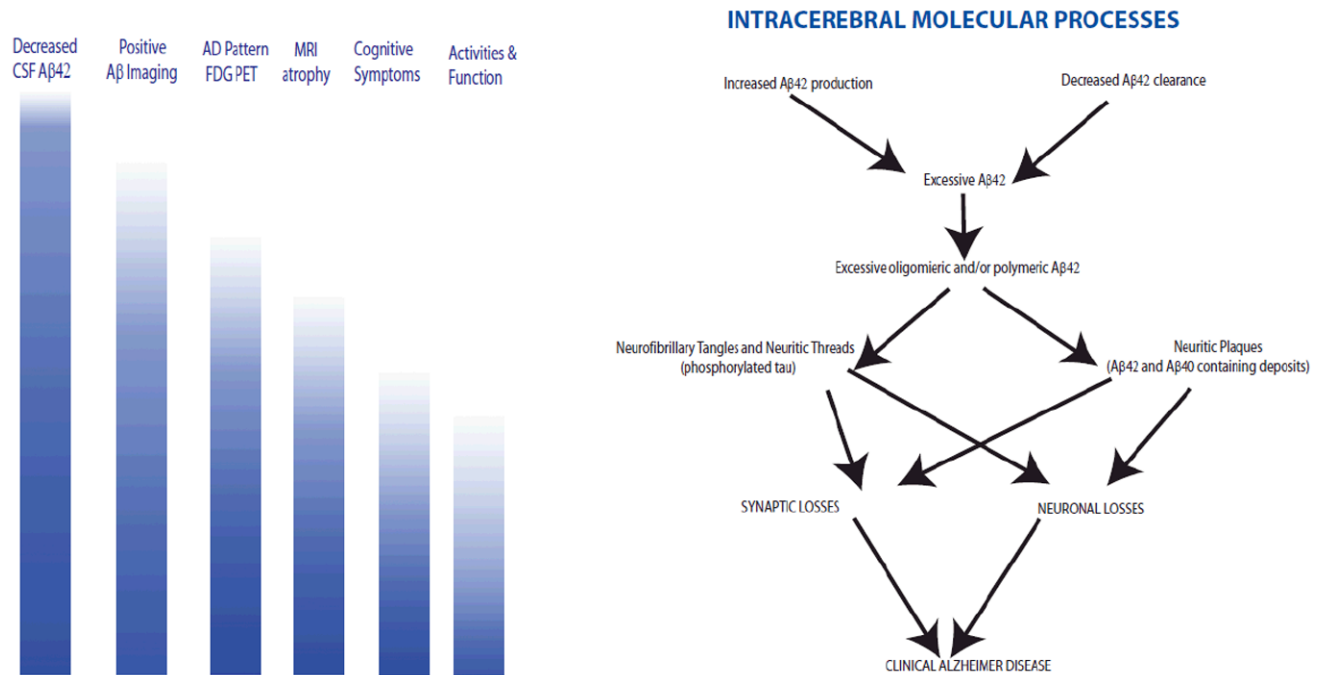 Decreased
CSF Aβ42
Positive
Aβ Imaging
AD Pattern
FDG PET
MRI
atrophy
Cognitive
Symptoms
Activities &
Function
INTRACEREBRAL MOLECULAR PROCESSES
Increased Aβ42 production
Decreased Aβ42 clearance
Excessive Aβ42
Excessive oligomieric and/or polymeric Aβ42
Neurofibrillary Tangles and Neuritic Threads
(phosphorylated tau)
Neuritic Plaques
(Aβ42 and Aβ40 containing deposits)
SYNAPTIC LOSSES
NEURONAL LOSSES
CLINICAL ALZHEIMER DISEASE